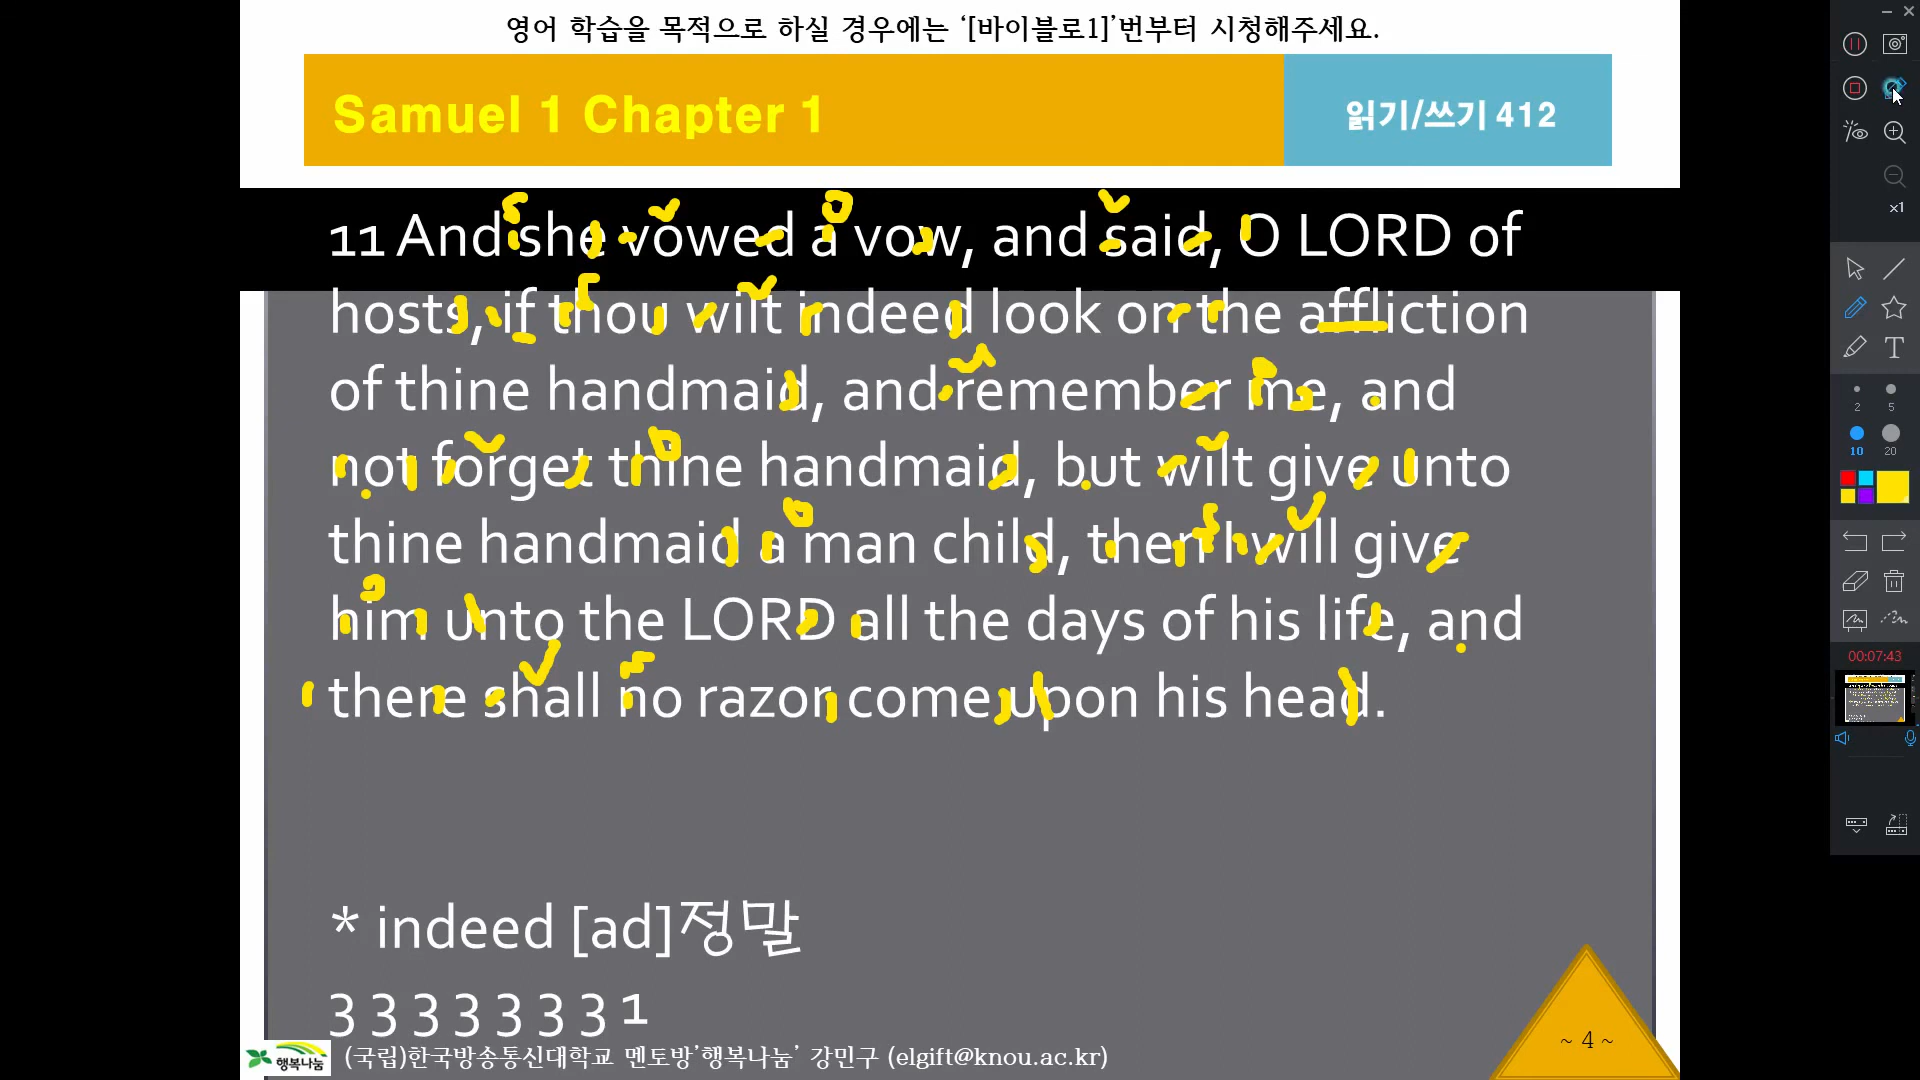 영어 학습을 목적으로 하실 경우에는 '[바이블로1]'번부터 시청해주세요.
Samuel 1 Chapter 1
읽기/쓰기 412
11 And she vowed a vow, and said, O LORD of
hosts, if thou wilt indeed look on the affliction
of thine handmaid, and remember me, and
not forget thine handmaid, but wilt give unto
thine handmaid a man child, then I will give
him unto the LORD all the days of his life, and
there shall no razor come upon his head.
* indeed [ad]정말
3 3 3 3 3 3 3 1
행복나눔
(국립)한국방송통신대학교 멘토방'행복나눔' 강민구 (elgift@knou.ac.kr)
~ 4 ~
x1
T
2 5
10 20
00:07:43